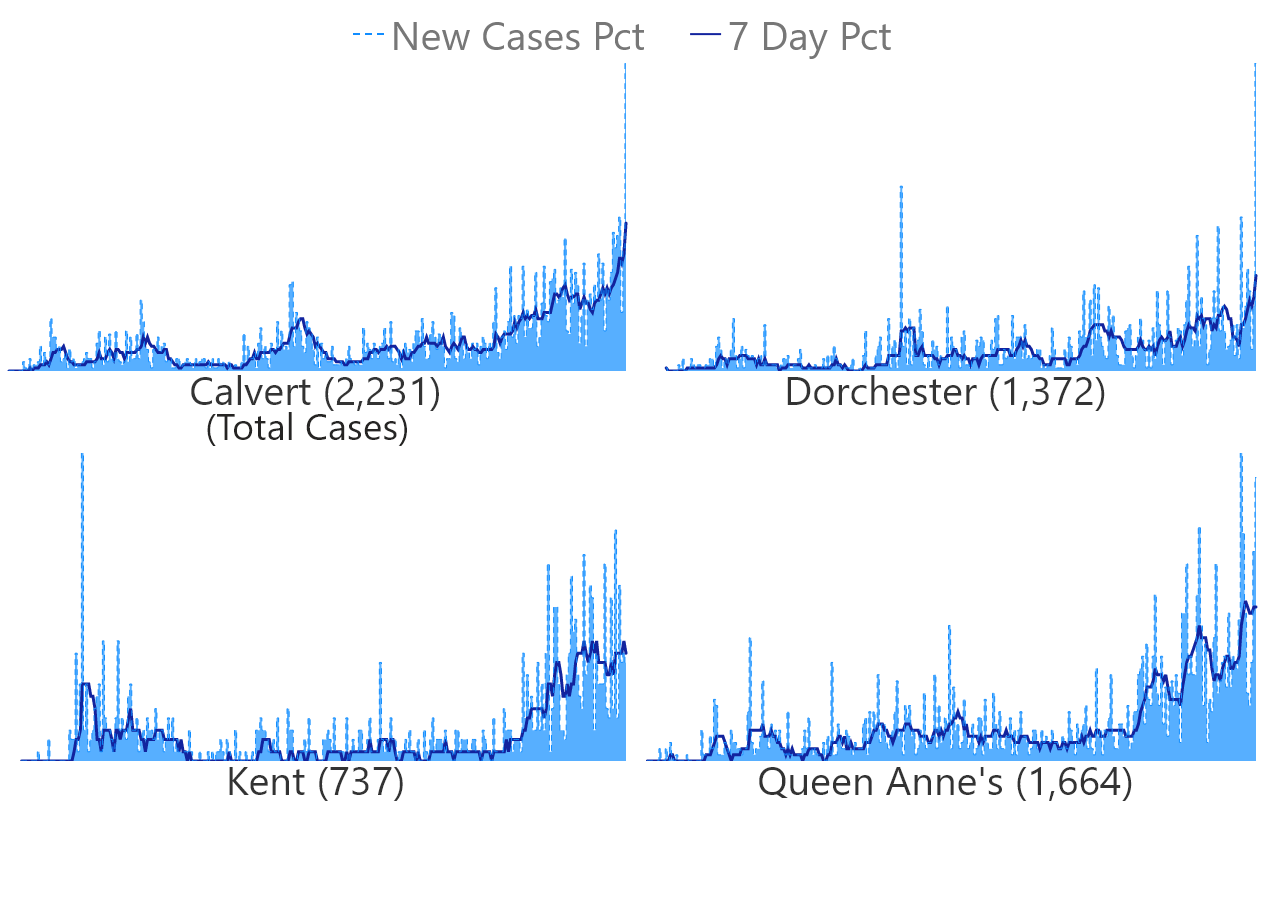 New Cases Pct 7 Day Pct
Calvert (2,231) Dorchester (1,372)
(Total Cases)
Kent (737) Queen Anne's (1,664)